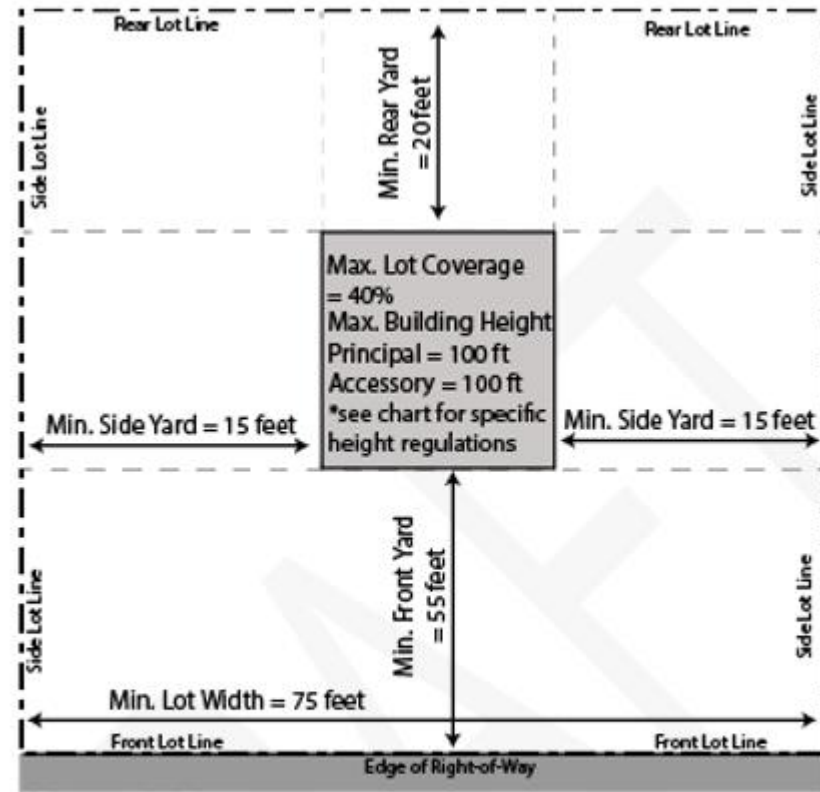 Rear Lot Line
Rear Lot Line
Side Lot Line
Min. Rear Yard
= 20 feet
Side Lot Line
Max. Lot Coverage
= 40%
Max. Building Height
Principal = 100 ft
Accessory = 100 ft
*see chart for specific
height regulations
Min. Side Yard = 15 feet
Min. Side Yard = 15 feet
Side Lot Line
Min. Front Yard
= 55 feet
Side Lot Line
Min. Lot Width = 75 feet
Front Lot Line
Front Lot Line
Edge of Right-of-Way